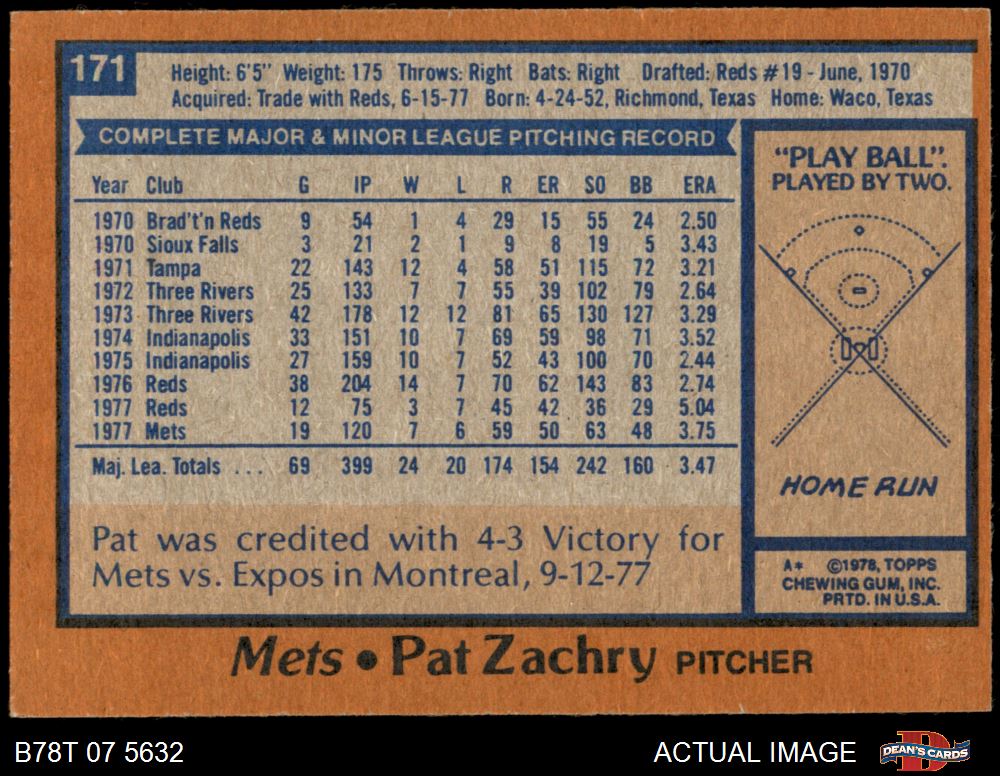 171
Height: 6'5" Weight: 175 Throws: Right Bats: Right Drafted: Reds #19 - June, 1970
Acquired: Trade with Reds, 6-15-77 Born: 4-24-52, Richmond, Texas Home: Waco, Texas
COMPLETE MAJOR & MINOR LEAGUE PITCHING RECORD
Year Club G IP W L R ER SO BB ERA
1970 Brad't'n Reds 9 54 1 4 29 15 55 24 2.50
1970 Sioux Falls 3 21 2 1 9 8 19 5 3.43
1971 Tampa 22 143 12 4 58 51 115 72 3.21
1972 Three Rivers 25 133 7 7 55 39 102 79 2.64
1973 Three Rivers 42 178 12 12 81 65 130 127 3.29
1974 Indianapolis 33 151 10 7 69 59 98 71 3.52
1975 Indianapolis 27 159 10 7 52 43 100 70 2.44
1976 Reds 38 204 14 7 70 62 143 83 2.74
1977 Reds 12 75 3 7 45 42 36 29 5.04
1977 Mets 19 120 7 6 59 50 63 48 3.75
Maj. Lea. Totals ... 69 399 24 20 174 154 242 160 3.47
Pat was credited with 4-3 Victory for
Mets vs. Expos in Montreal, 9-12-77
"PLAY BALL".
PLAYED BY TWO.
HOME RUN
A* ©1978, TOPPS
CHEWING GUM, INC.
PRTD. IN U.S.A.
Mets • Pat Zachry PITCHER
B78T 07 5632
ACTUAL IMAGE
D
DEAN'S CARDS